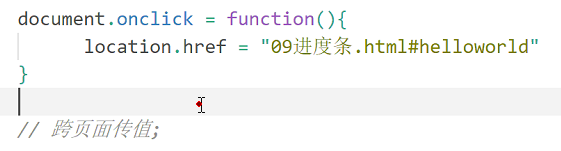 document.onclick = function(){
location.href = "09进度条.html#helloworld"
}
// 跨页面传值;